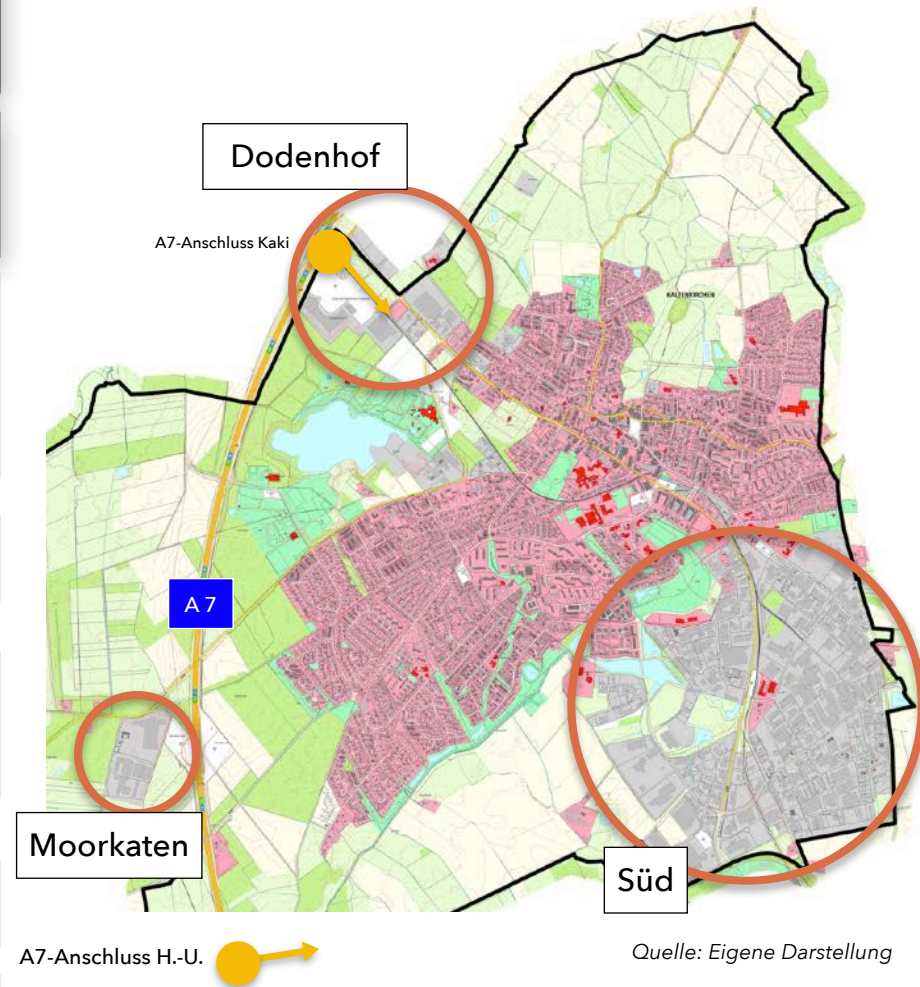 Dodenhof
A7-Anschluss Kaki
KALTENKIRCHEN
A 7
Moorkaten
Süd
A7-Anschluss H.-U.
Quelle: Eigene Darstellung